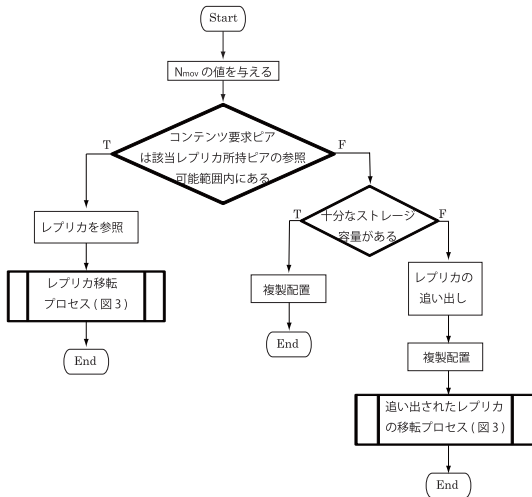 Start
Nmov の値を与える
コンテンツ要求ピア
は該当レプリカ所持ピアの参照
可能範囲内にある
T
F
レプリカを参照
レプリカ移転
プロセス ( 図 3 )
End
十分なストレージ
容量がある
T
F
複製配置
End
レプリカの
追い出し
複製配置
追い出されたレプリカ
の移転プロセス ( 図 3 )
End